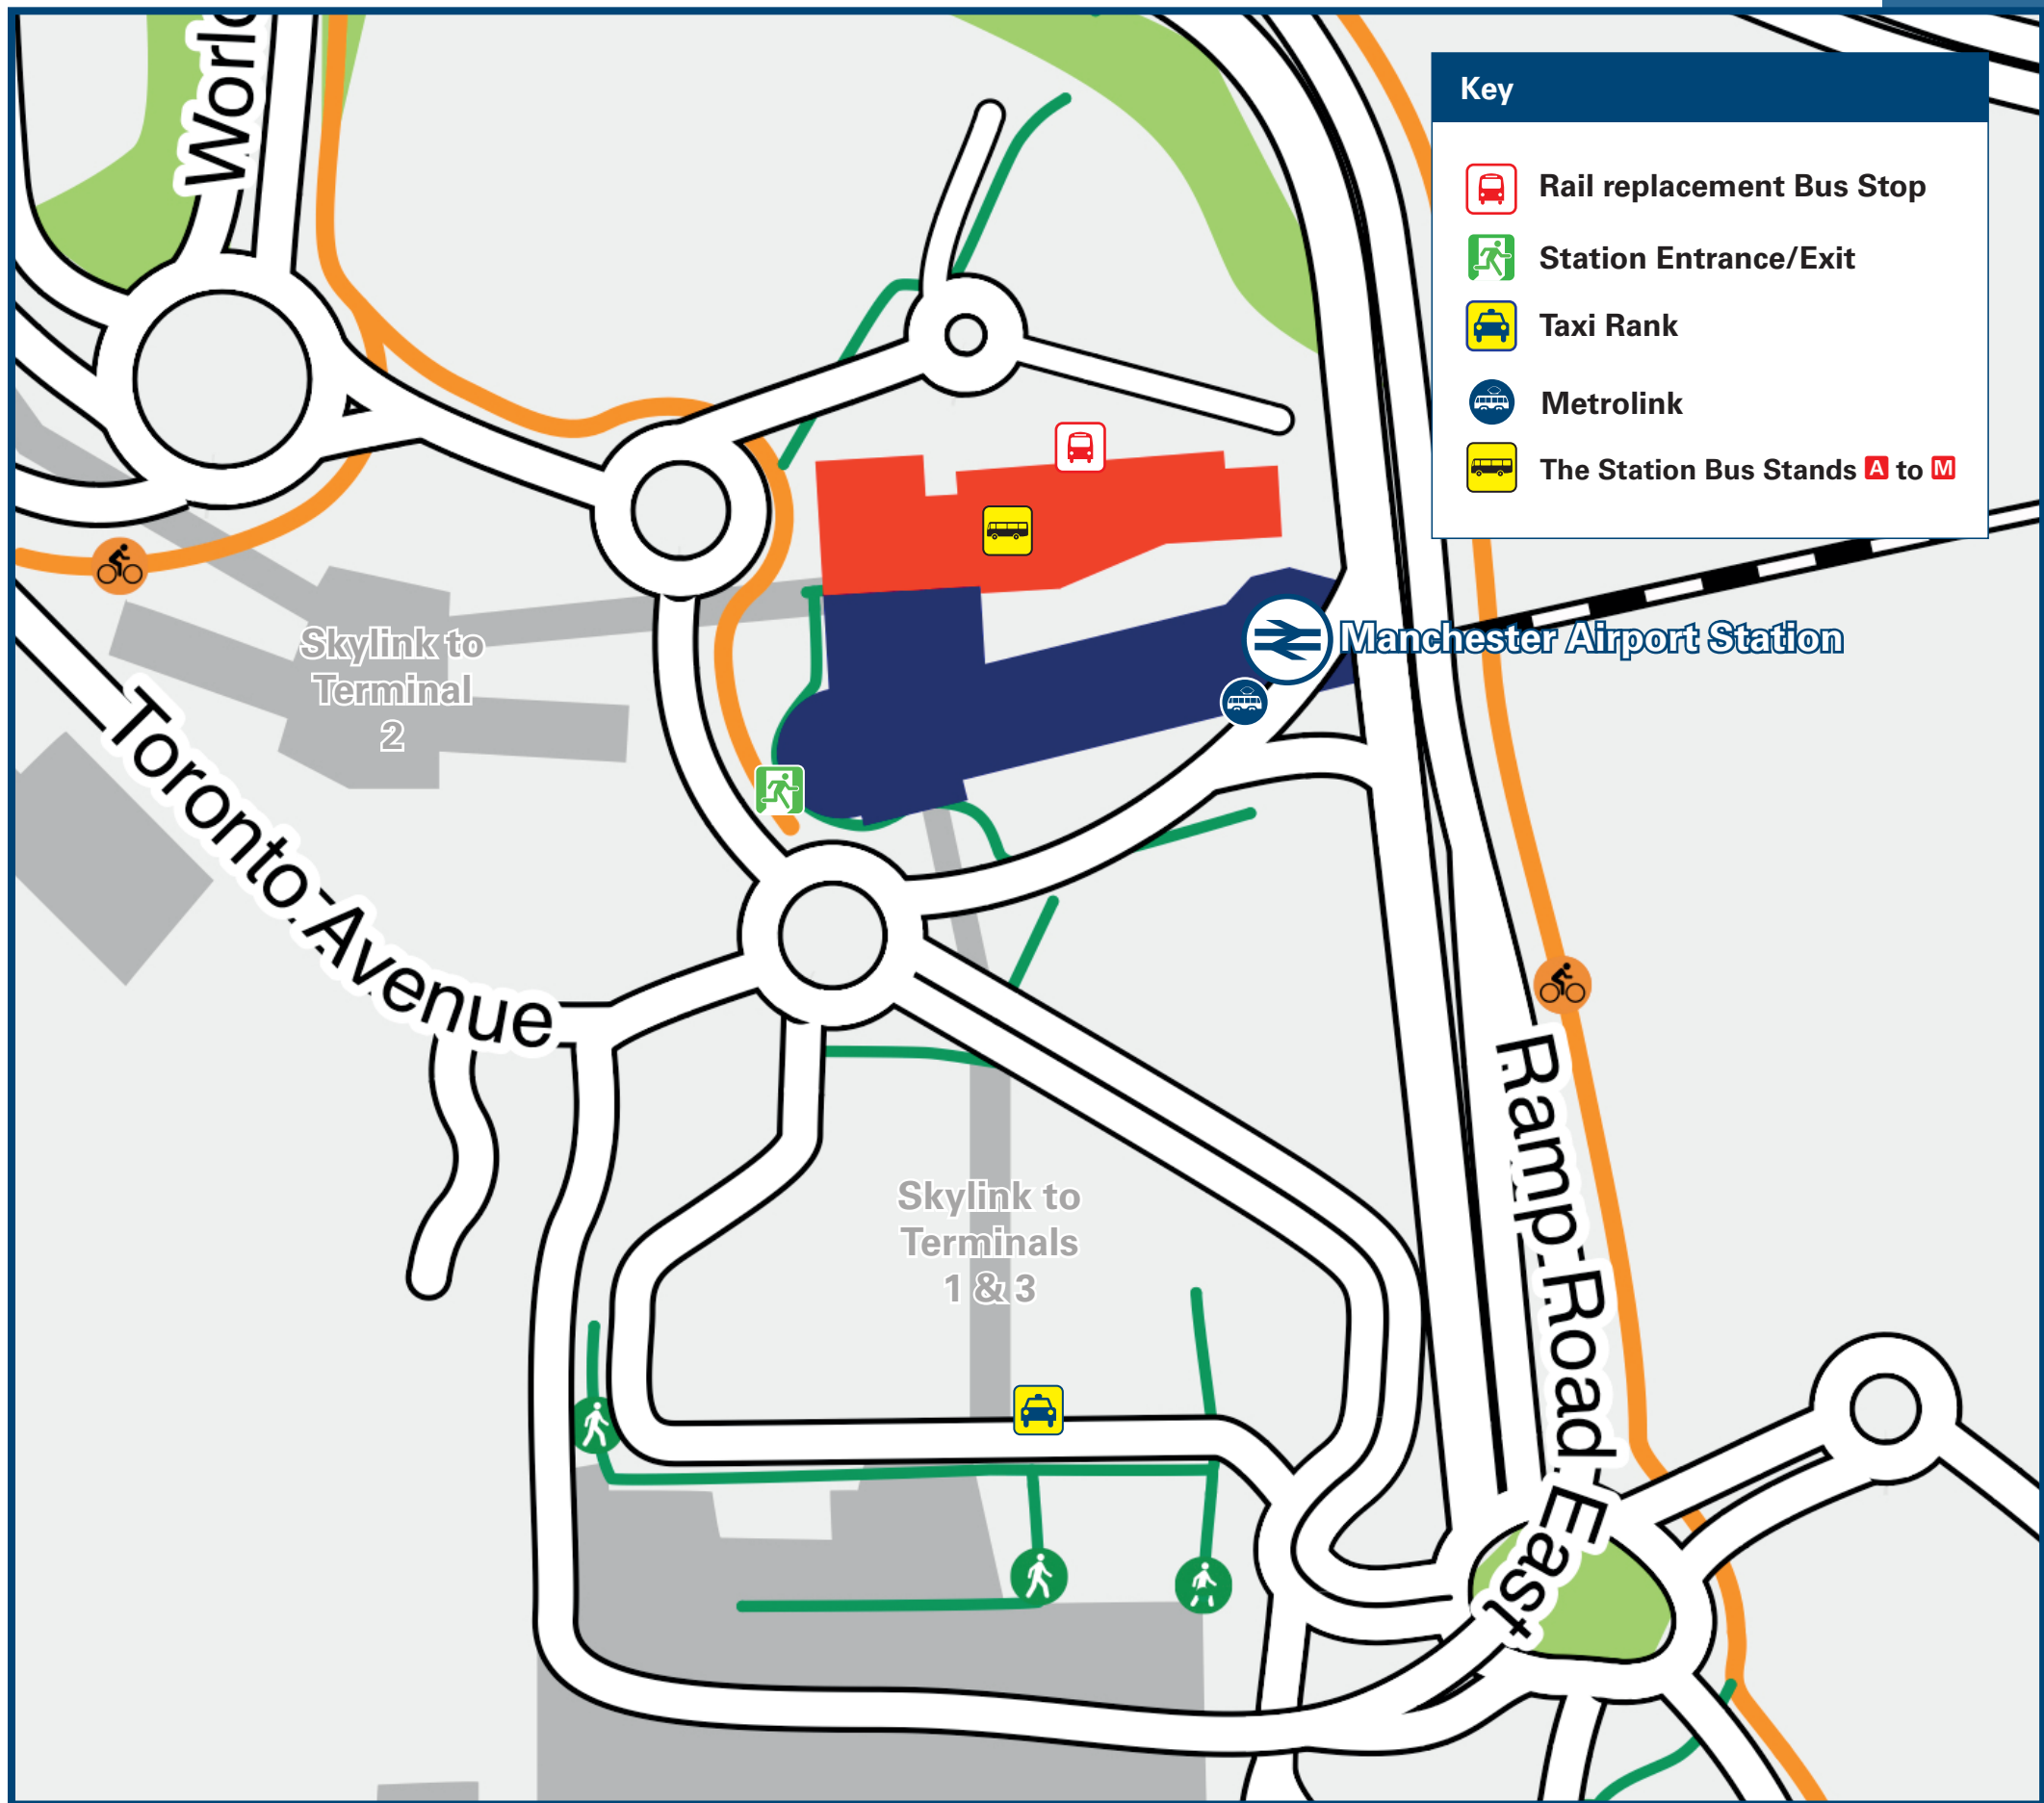 Worl
Key
Rail replacement Bus Stop
Station Entrance/Exit
Taxi Rank
Metrolink
The Station Bus Stands A to M
Manchester Airport Station
Skylink to
Terminal
2
Toronto Avenue
Ramp Road East
Skylink to
Terminals
1 & 3